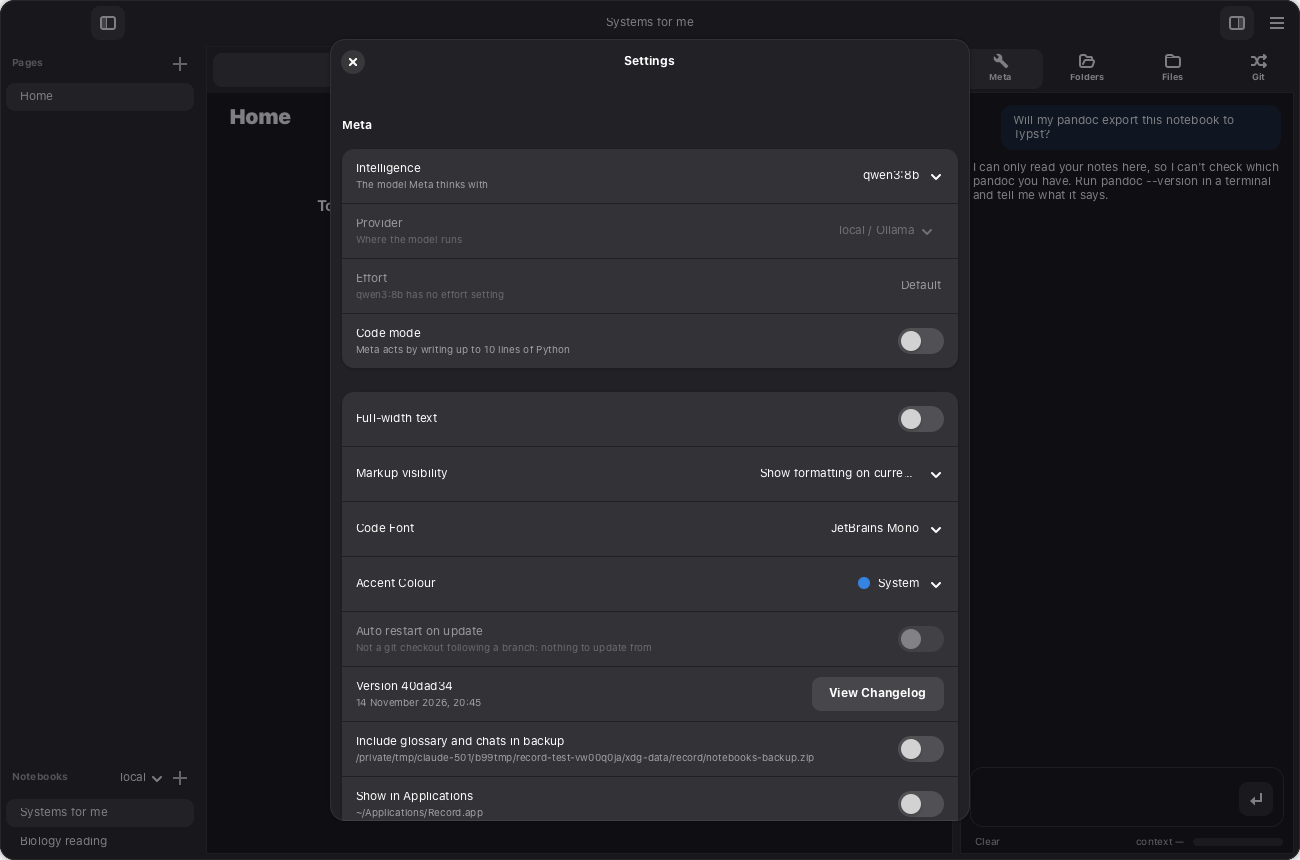 Systems for me
Pages
Home
Home
To
Settings
Meta
Intelligence
The model Meta thinks with
qwen3:8b
Provider
Where the model runs
local / Ollama
Effort
qwen3:8b has no effort setting
Default
Code mode
Meta acts by writing up to 10 lines of Python
Full-width text
Markup visibility
Show formatting on curre…
Code Font
JetBrains Mono
Accent Colour
System
Auto restart on update
Not a git checkout following a branch: nothing to update from
Version 40dad34
14 November 2026, 20:45
View Changelog
Include glossary and chats in backup
/private/tmp/claude-501/b99tmp/record-test-vw00q0ja/xdg-data/record/notebooks-backup.zip
Show in Applications
~/Applications/Record.app
Meta
Folders
Files
Git
Will my pandoc export this notebook to
Typst?
I can only read your notes here, so I can't check which
pandoc you have. Run pandoc --version in a terminal
and tell me what it says.
Clear
context —
Notebooks
local
Systems for me
Biology reading